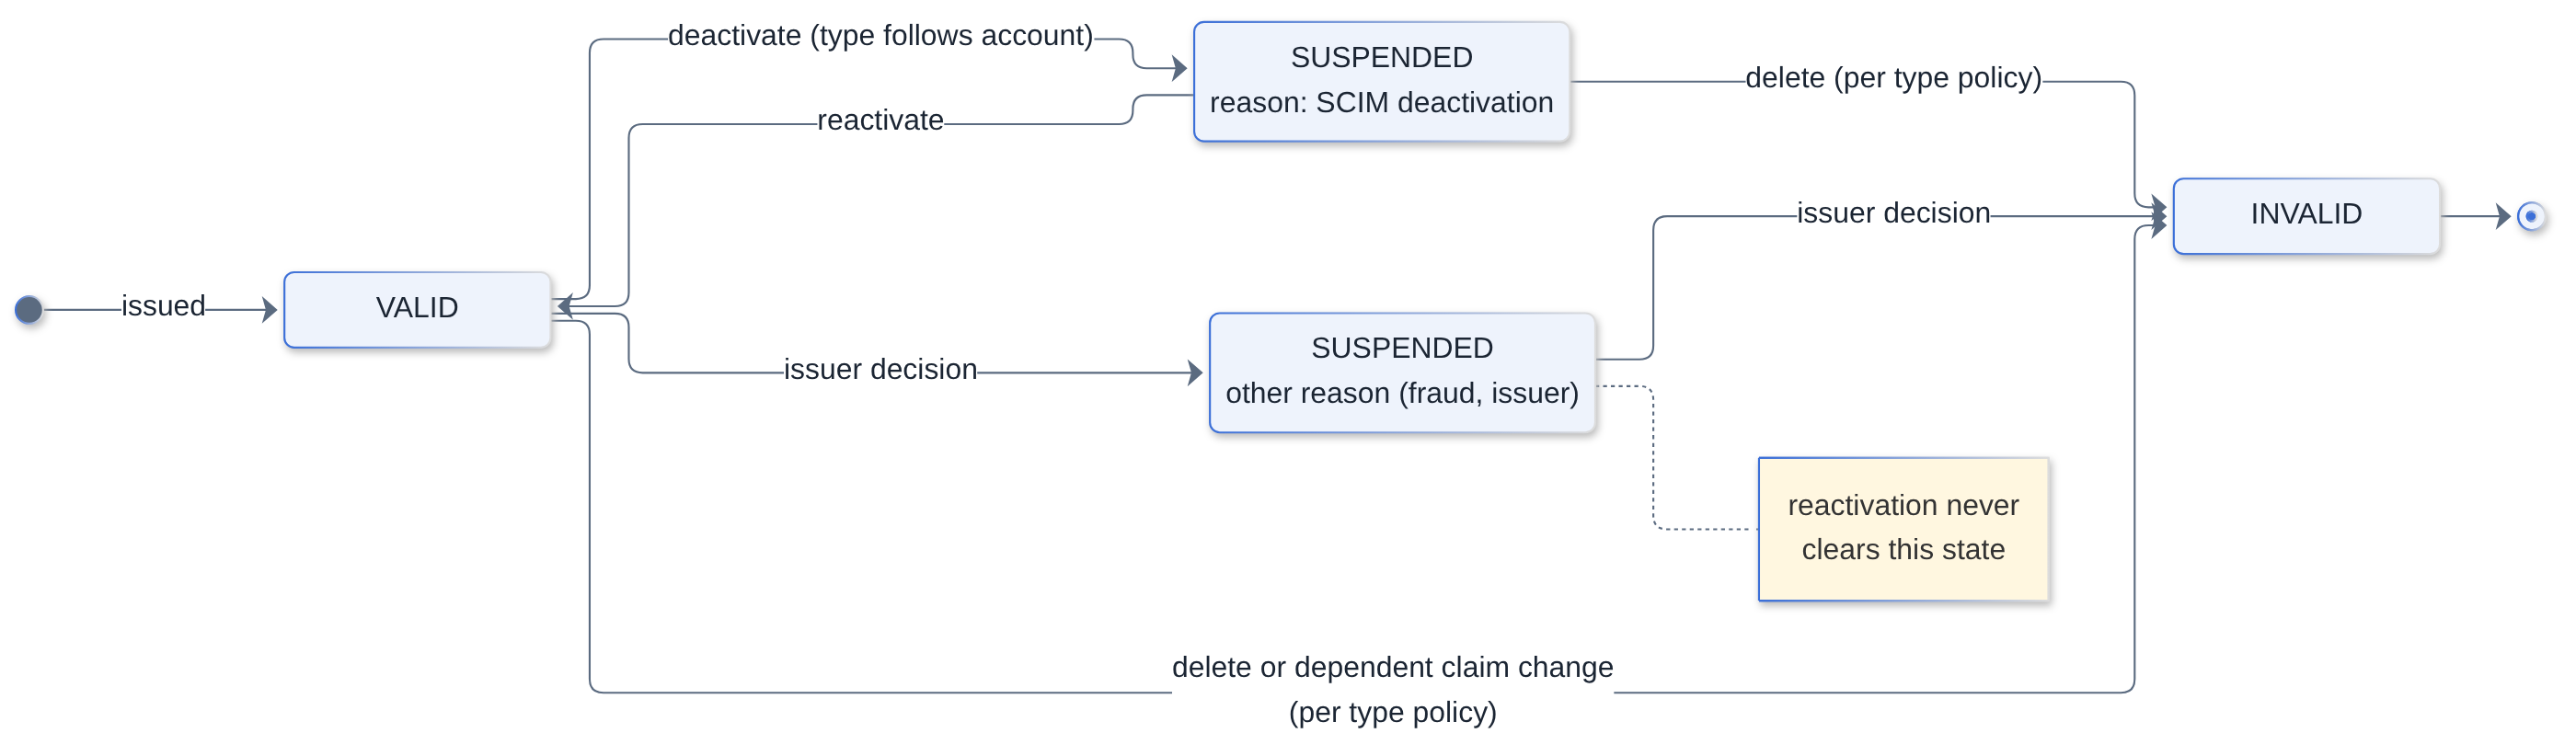 deactivate (type follows account)
SUSPENDED
reason: SCIM deactivation
delete (per type policy)
reactivate
issued
VALID
issuer decision
INVALID
issuer decision
SUSPENDED
other reason (fraud, issuer)
reactivation never
clears this state
delete or dependent claim change
(per type policy)